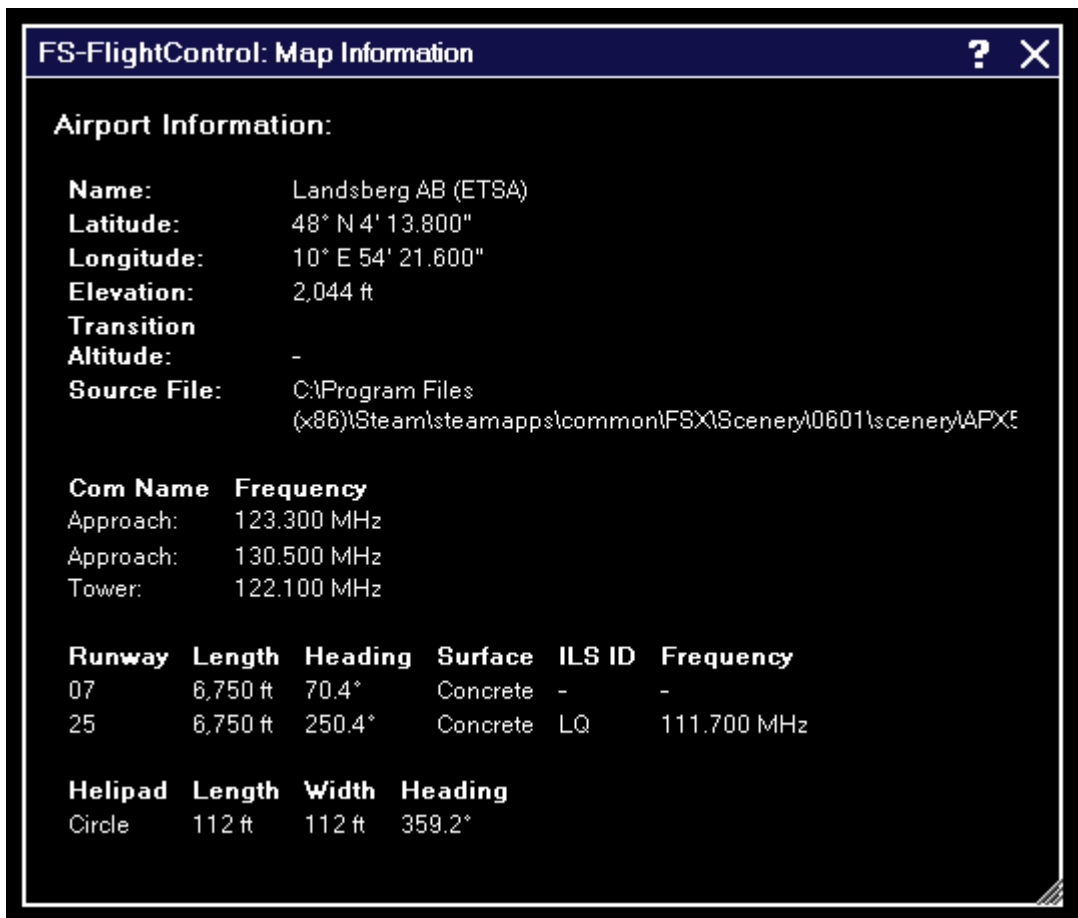 FS-FlightControl: Map Information ? X
Airport Information:
Name: Landsberg AB (ETSA)
Latitude: 48° N 4' 13.800"
Longitude: 10° E 54' 21.600"
Elevation: 2,044 ft
Transition
Altitude: -
Source File: C:\Program Files
(x86)\Steam\steamapps\common\FSX\Scenery\0601\scenery\APX5
Com Name Frequency
Approach: 123.300 MHz
Approach: 130.500 MHz
Tower: 122.100 MHz
Runway Length Heading Surface ILS ID Frequency
07 6,750 ft 70.4° Concrete - -
25 6,750 ft 250.4° Concrete LQ 111.700 MHz
Helipad Length Width Heading
Circle 112 ft 112 ft 359.2°